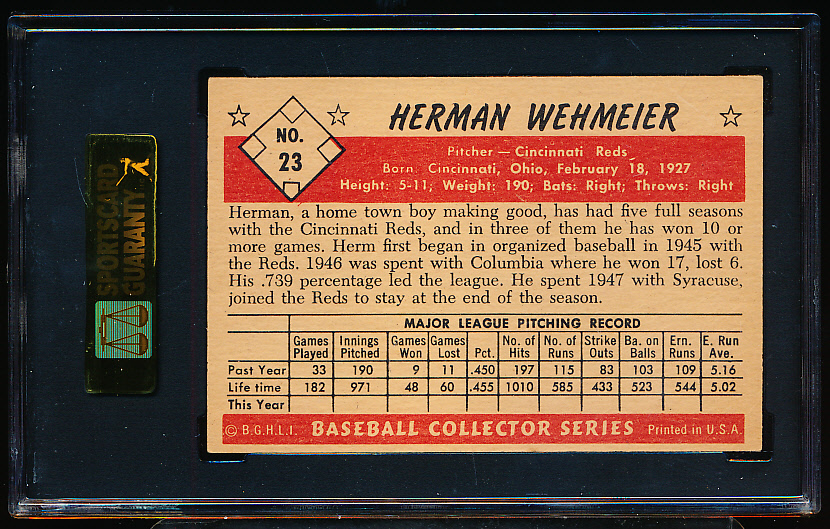 SPORTSCARD
GUARANTY
NO.
23
HERMAN WEHMEIER
Pitcher — Cincinnati Reds
Born: Cincinnati, Ohio, February 18, 1927
Height: 5-11, Weight: 190; Bats: Right; Throws: Right
Herman, a home town boy making good, has had five full seasons
with the Cincinnati Reds, and in three of them he has won 10 or
more games. Herm first began in organized baseball in 1945 with
the Reds. 1946 was spent with Columbia where he won 17, lost 6.
His .739 percentage led the league. He spent 1947 with Syracuse,
joined the Reds to stay at the end of the season.
MAJOR LEAGUE PITCHING RECORD
Games Innings Games Games No. of No. of Strike Ba. on Ern. E. Run
Played Pitched Won Lost Pct. Hits Runs Outs Balls Runs Ave.
Past Year 33 190 9 11 .450 197 115 83 103 109 5.16
Life time 182 971 48 60 .455 1010 585 433 523 544 5.02
This Year
© B.G.H.L.I. BASEBALL COLLECTOR SERIES Printed in U.S.A.